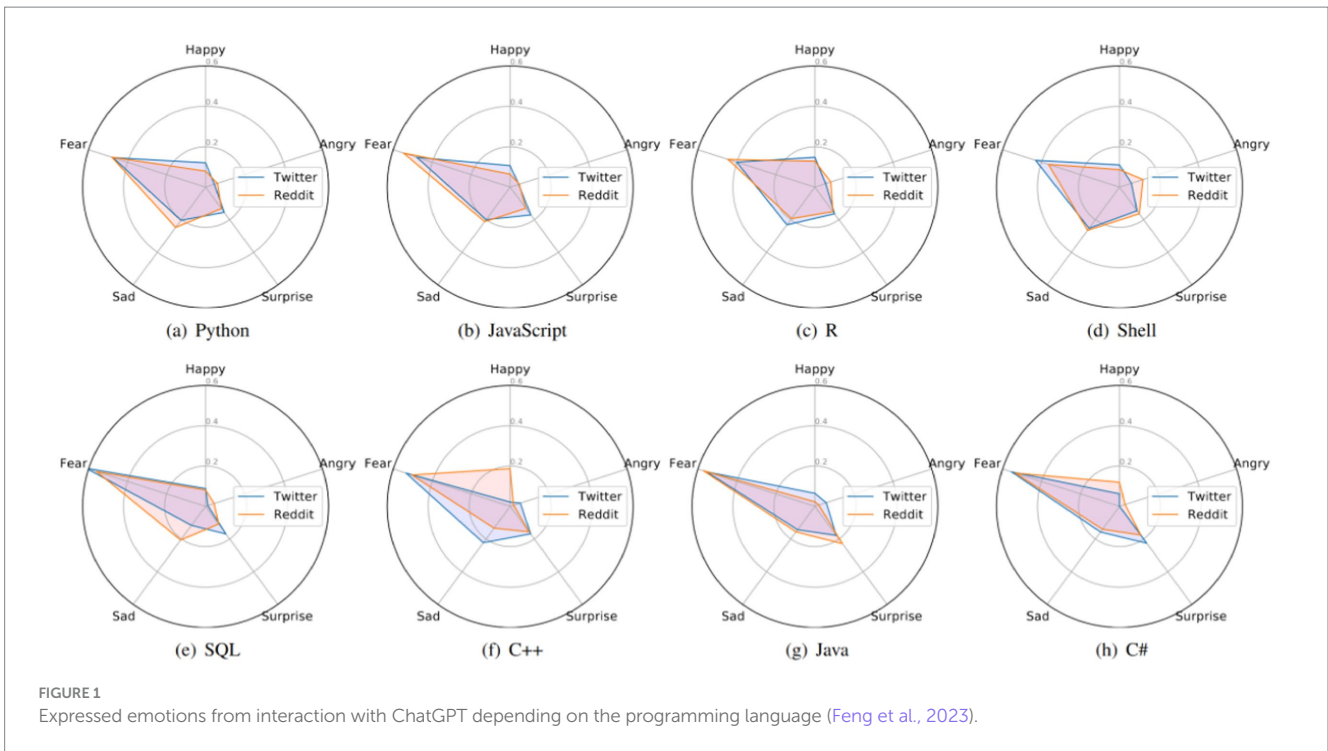 Happy Happy Happy Happy
0.6 0.6 0.6 0.6
0.4 0.4 0.4 0.4
Fear Angry Fear Angry Fear Angry Fear Angry
0.2 0.2 0.2 0.2
Twitter Twitter Twitter Twitter
Reddit Reddit Reddit Reddit
Sad Surprise Sad Surprise Sad Surprise Sad Surprise
(a) Python (b) JavaScript (c) R (d) Shell
Happy Happy Happy Happy
0.6 0.6 0.6 0.6
0.4 0.4 0.4 0.4
Fear Angry Fear Angry Fear Angry Fear Angry
0.2 0.2 0.2 0.2
Twitter Twitter Twitter Twitter
Reddit Reddit Reddit Reddit
Sad Surprise Sad Surprise Sad Surprise Sad Surprise
(e) SQL (f) C++ (g) Java (h) C#
FIGURE 1
Expressed emotions from interaction with ChatGPT depending on the programming language (Feng et al., 2023).